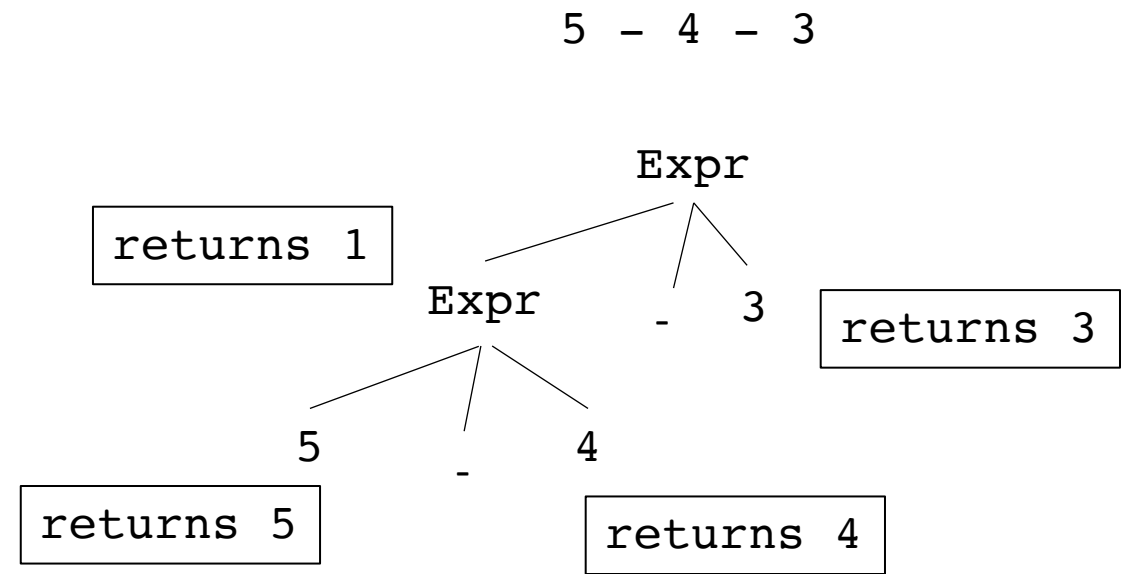 5 - 4 - 3
Expr
returns 1
Expr
-
3
returns 3
5
-
4
returns 5
returns 4